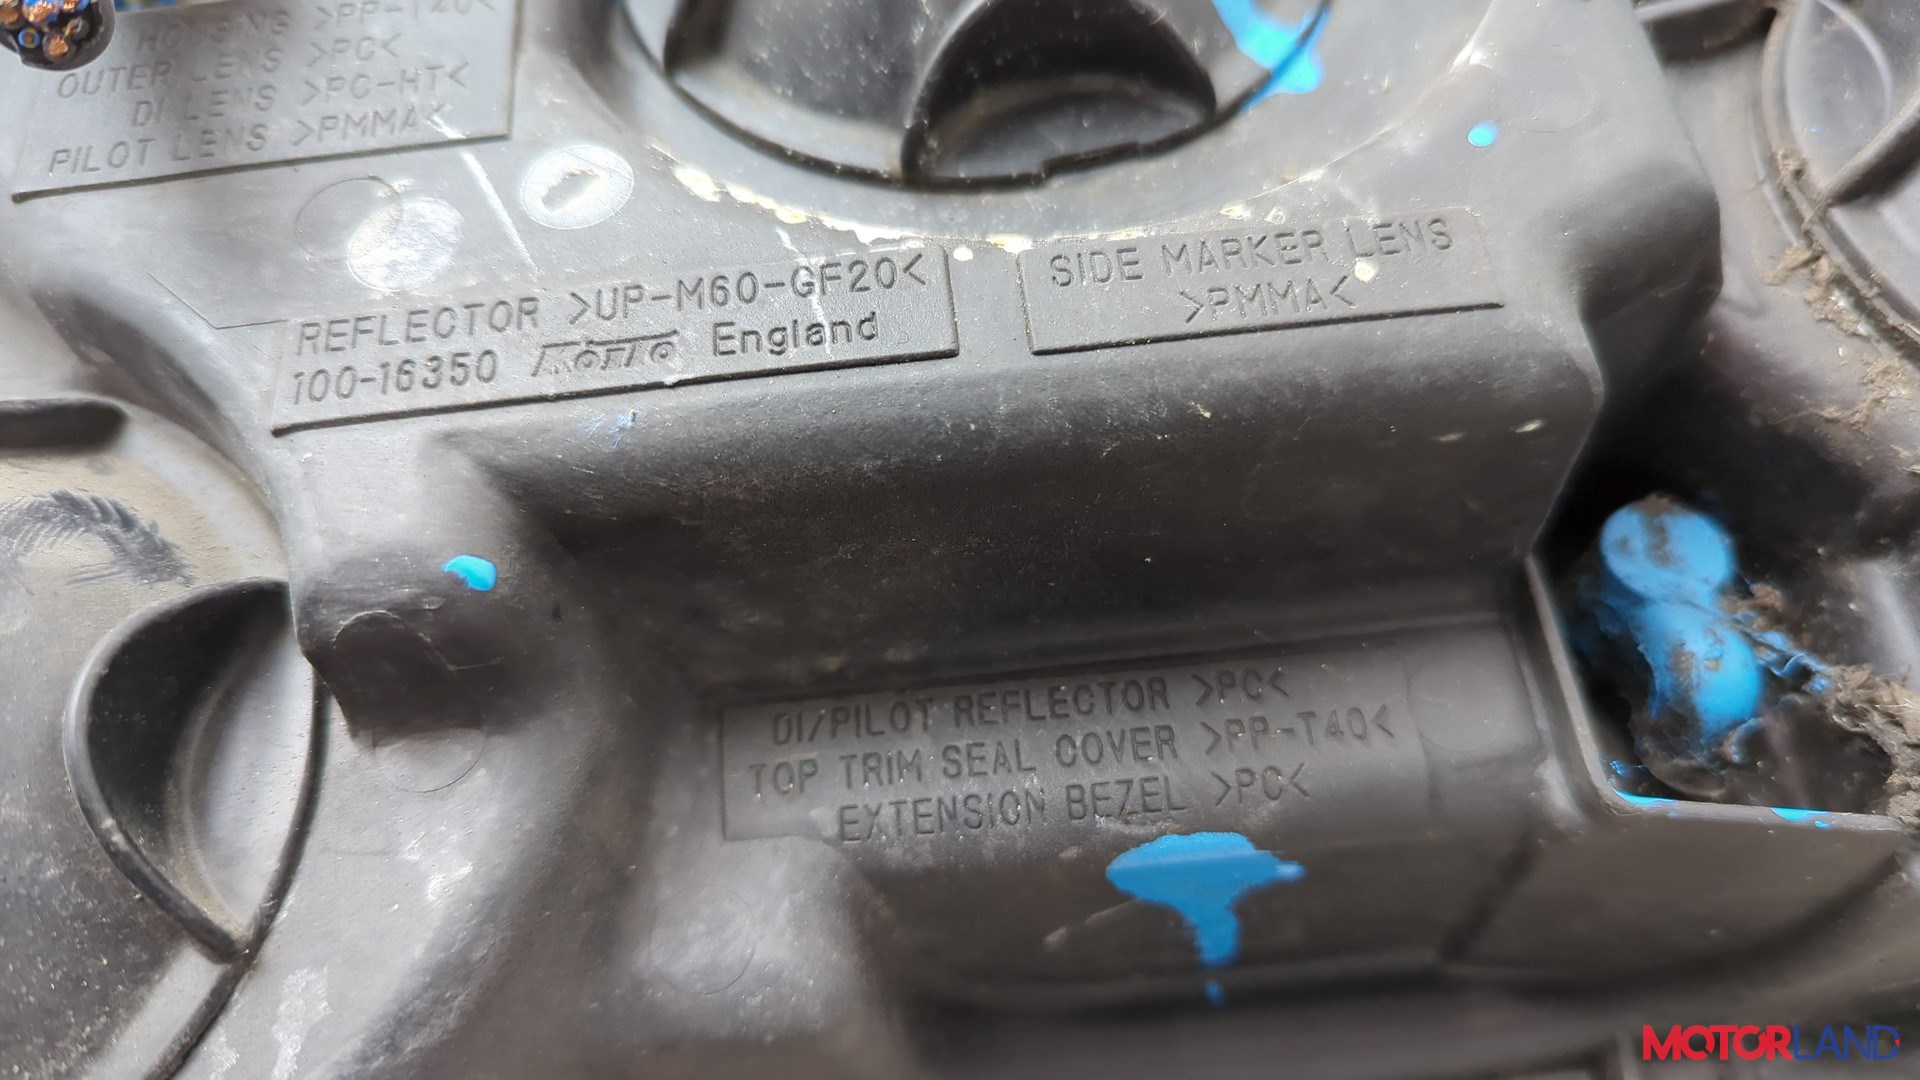 HOUSING >PP-T40<
OUTER LENS >PC<
DI LENS >PC-HT<
PILOT LENS >PMMA<
REFLECTOR >UP-M60-GF20<
100-16350 KOITO England
SIDE MARKER LENS
>PMMA<
DI/PILOT REFLECTOR >PC<
TOP TRIM SEAL COVER >PP-T40<
EXTENSION BEZEL >PC<
MOTORLAND